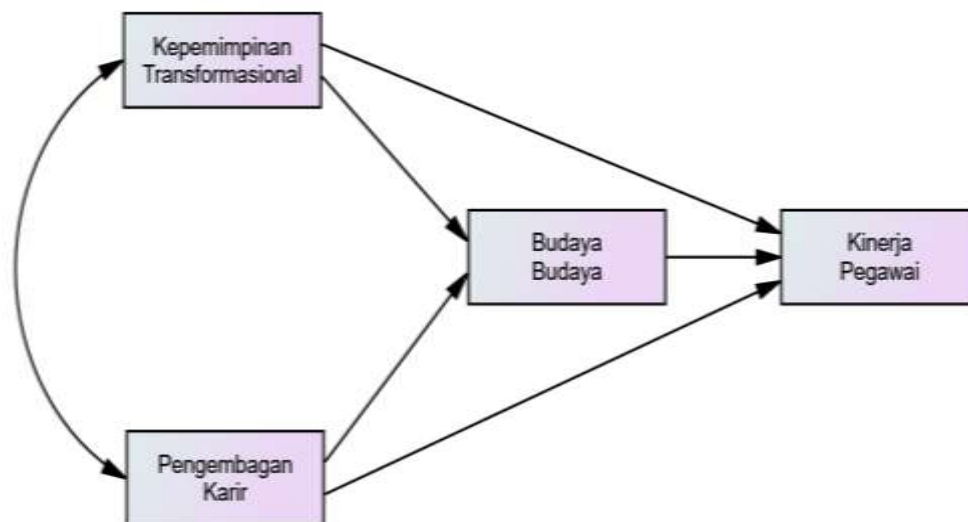 Kepemimpinan
Transformasional
Budaya
Budaya
Kinerja
Pegawai
Pengembagan
Karir